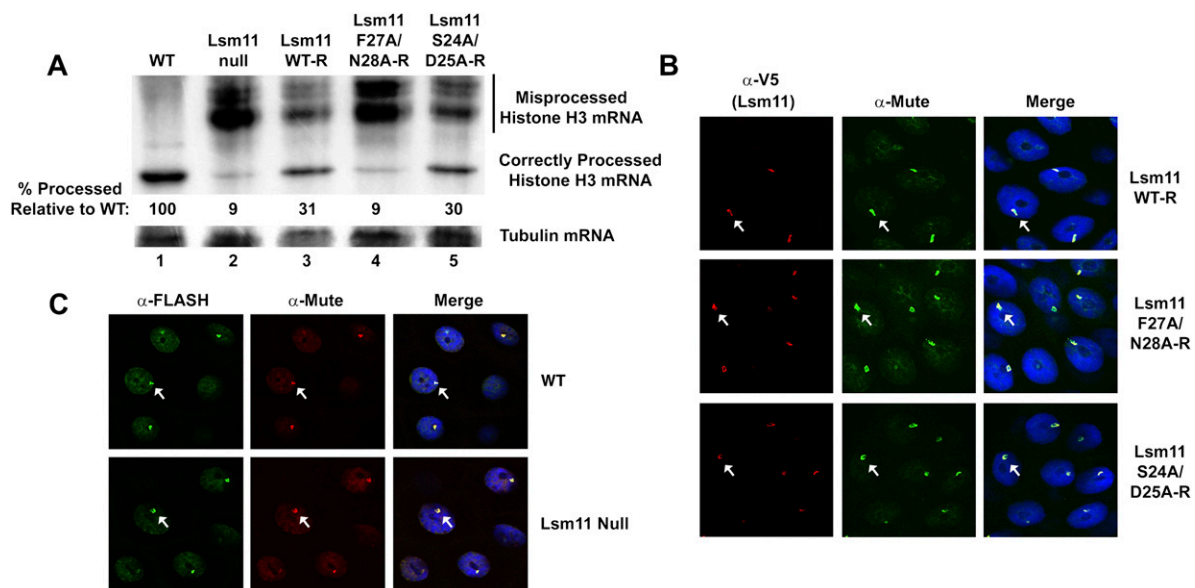 A
WT
Lsm11
null
Lsm11
WT-R
Lsm11
F27A/
N28A-R
Lsm11
S24A/
D25A-R
Misprocessed
Histone H3 mRNA
Correctly Processed
Histone H3 mRNA
% Processed
Relative to WT: 100 9 31 9 30
Tubulin mRNA
1 2 3 4 5
B
α-V5
(Lsm11)
α-Mute
Merge
Lsm11
WT-R
Lsm11
F27A/
N28A-R
Lsm11
S24A/
D25A-R
C
α-FLASH
α-Mute
Merge
WT
Lsm11 Null